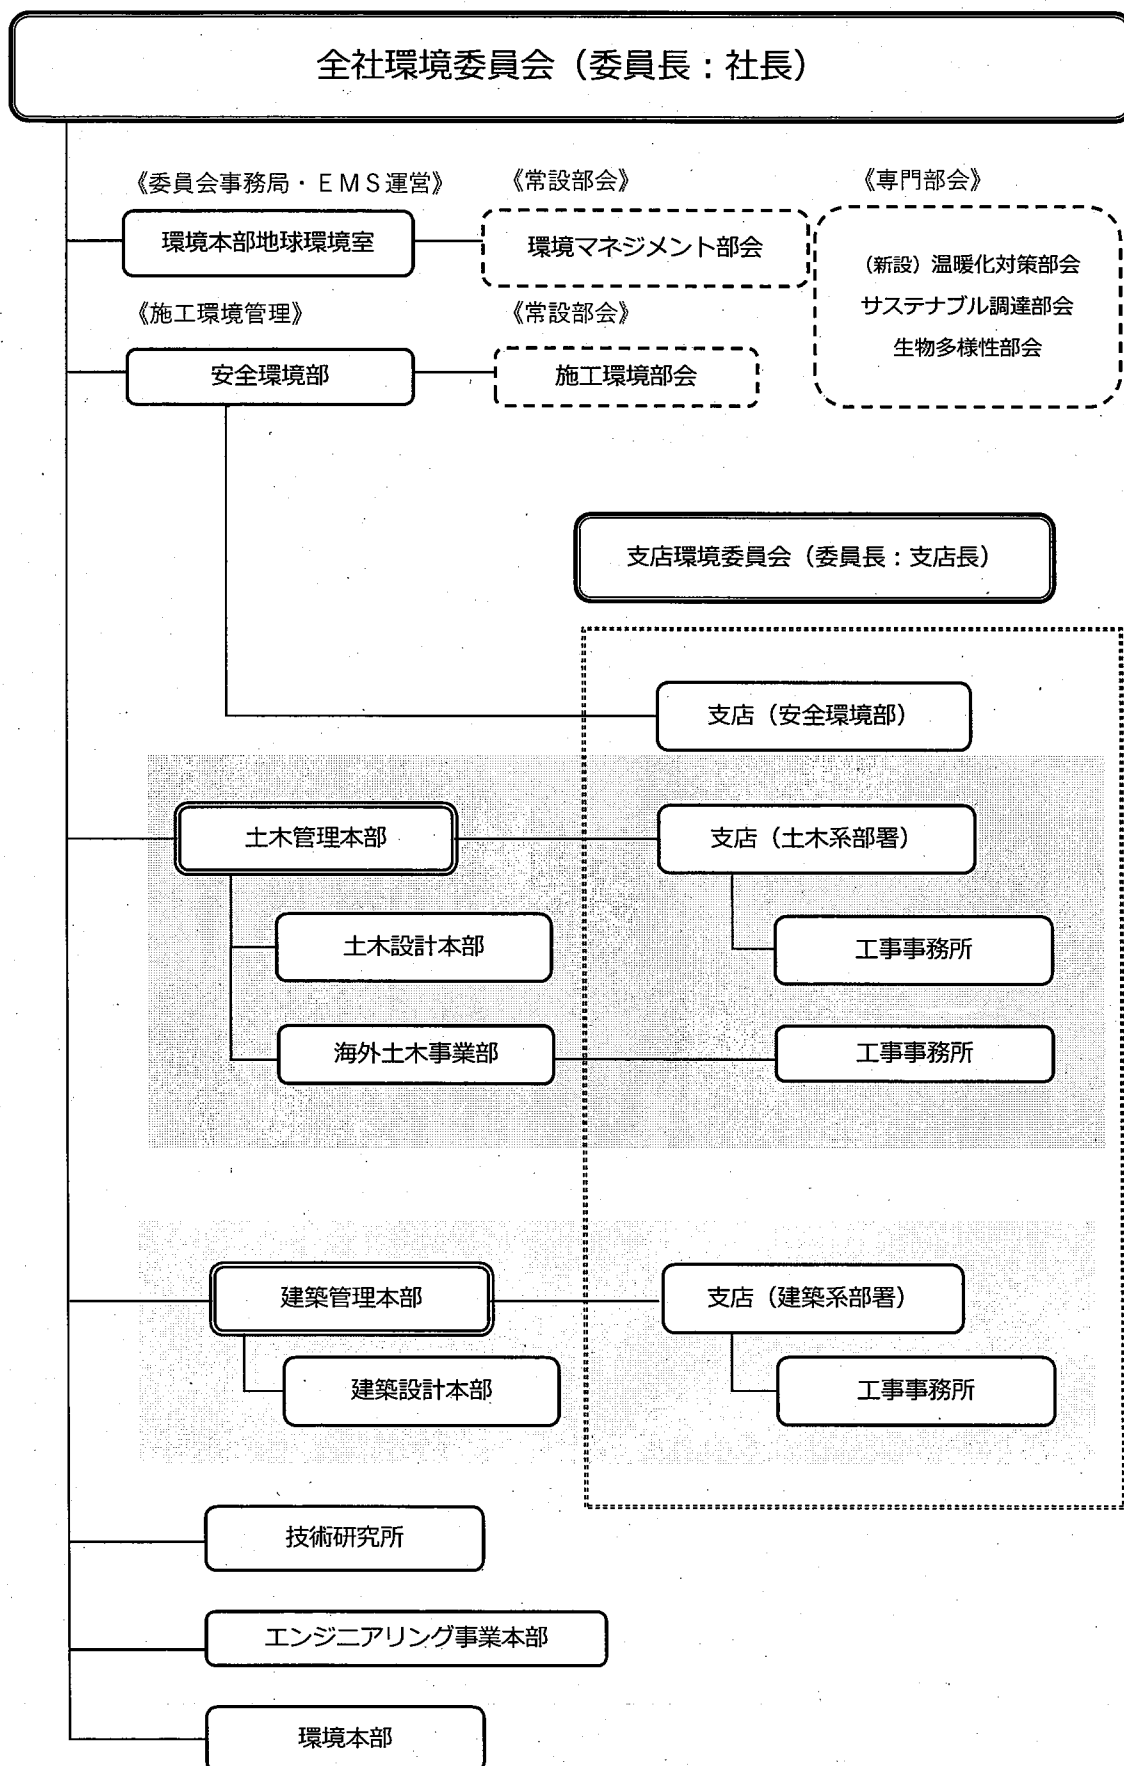 全社環境委員会（委員長：社長）
《委員会事務局・ＥＭＳ運営》
《常設部会》
《専門部会》
環境本部地球環境室
環境マネジメント部会
（新設）温暖化対策部会
サステナブル調達部会
生物多様性部会
《施工環境管理》
《常設部会》
安全環境部
施工環境部会
支店環境委員会（委員長：支店長）
支店（安全環境部）
土木管理本部
支店（土木系部署）
土木設計本部
工事事務所
海外土木事業部
工事事務所
建築管理本部
支店（建築系部署）
建築設計本部
工事事務所
技術研究所
エンジニアリング事業本部
環境本部